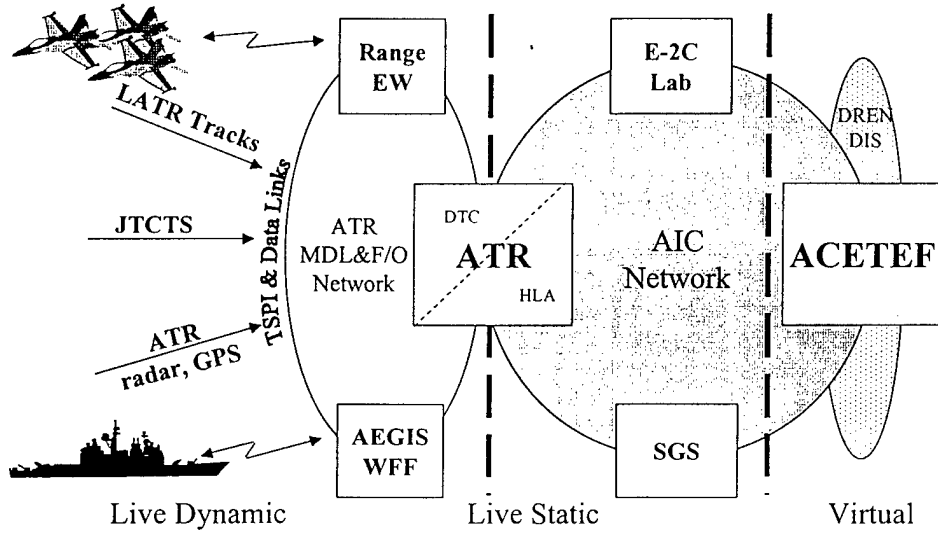 Range
EW
E-2C
Lab
LATR Tracks
DREN
DIS
TSPI & Data Links
JTCTS
ATR
MDL&F/O
Network
DTC
ATR
HLA
AIC
Network
ACETEF
ATR
radar, GPS
AEGIS
WFF
SGS
Live Dynamic
Live Static
Virtual